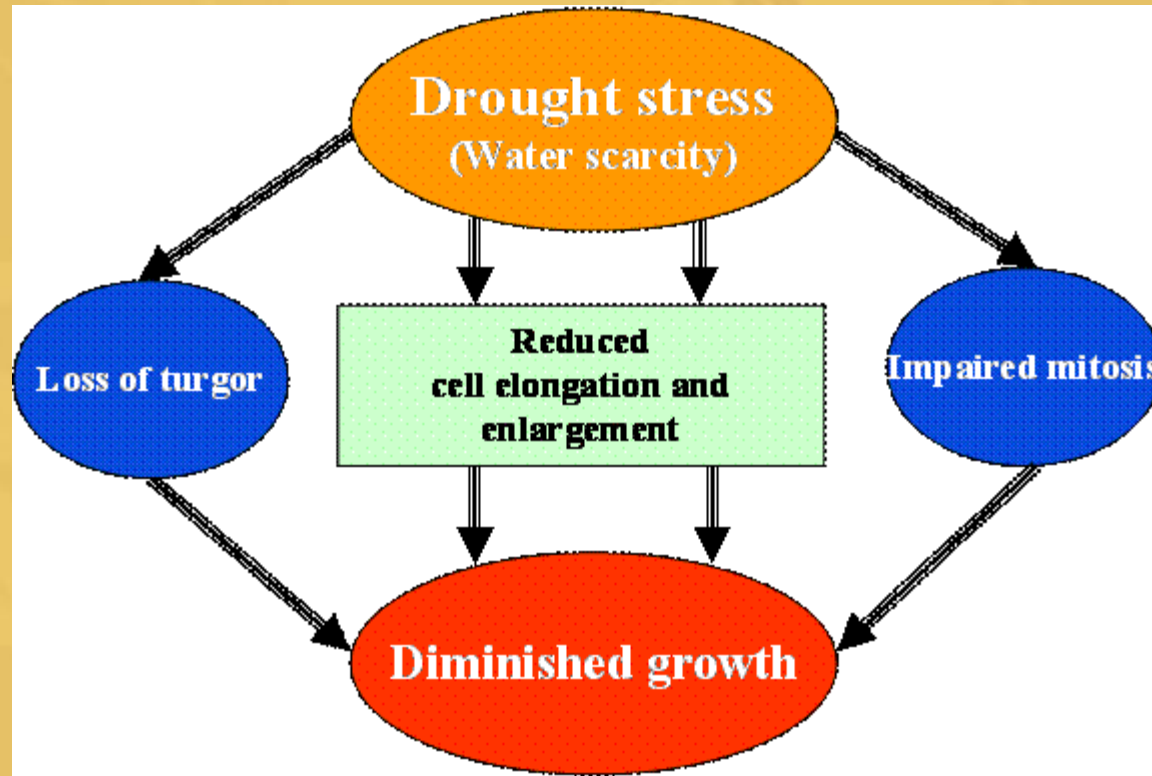 Drought stress
(Water scarcity)
Loss of turgor
Reduced
cell elongation and
enlargement
Impaired mitosis
Diminished growth